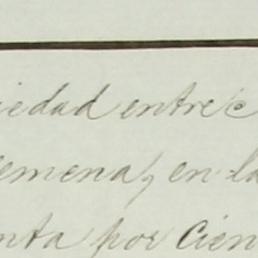 iedad entre
emena, en la
nta por cien